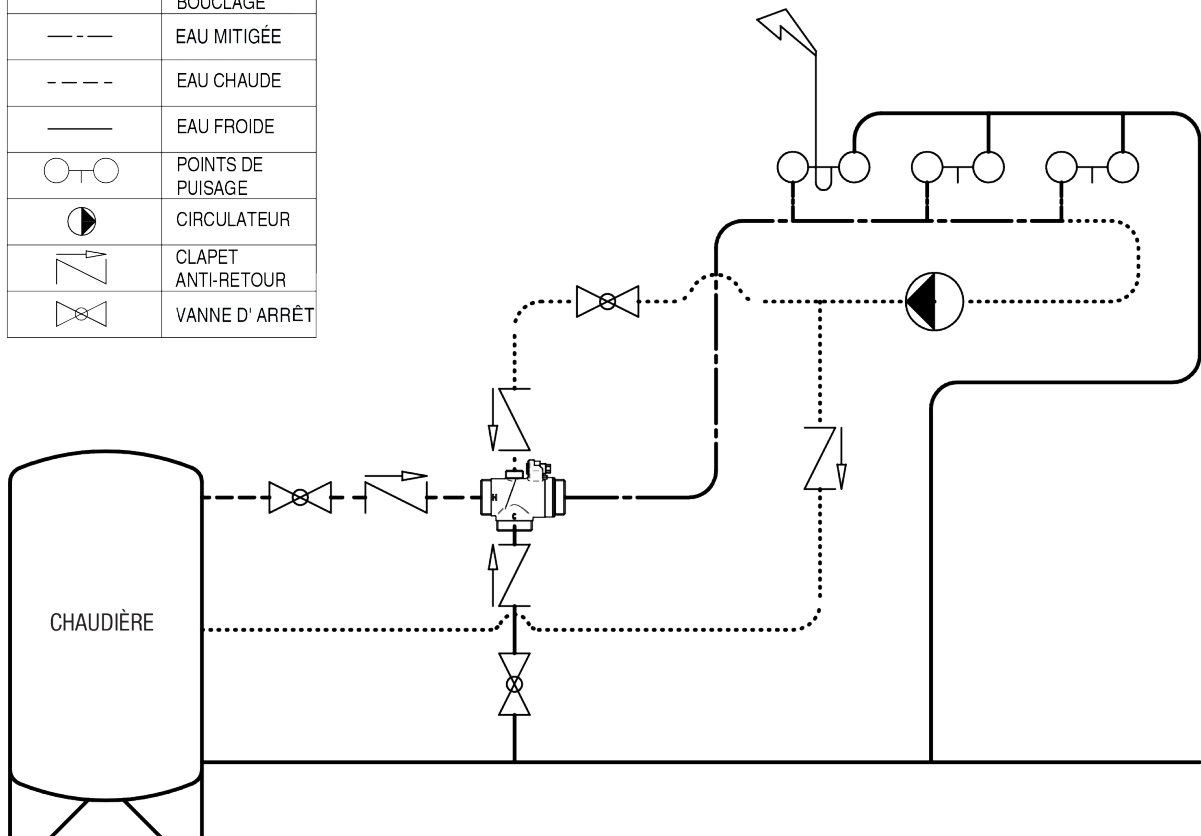 BOUCLAGE
EAU MITIGÉE
EAU CHAUDE
EAU FROIDE
POINTS DE
PUISAGE
CIRCULATEUR
CLAPET
ANTI-RETOUR
VANNE D' ARRÊT
H
C
CHAUDIÈRE